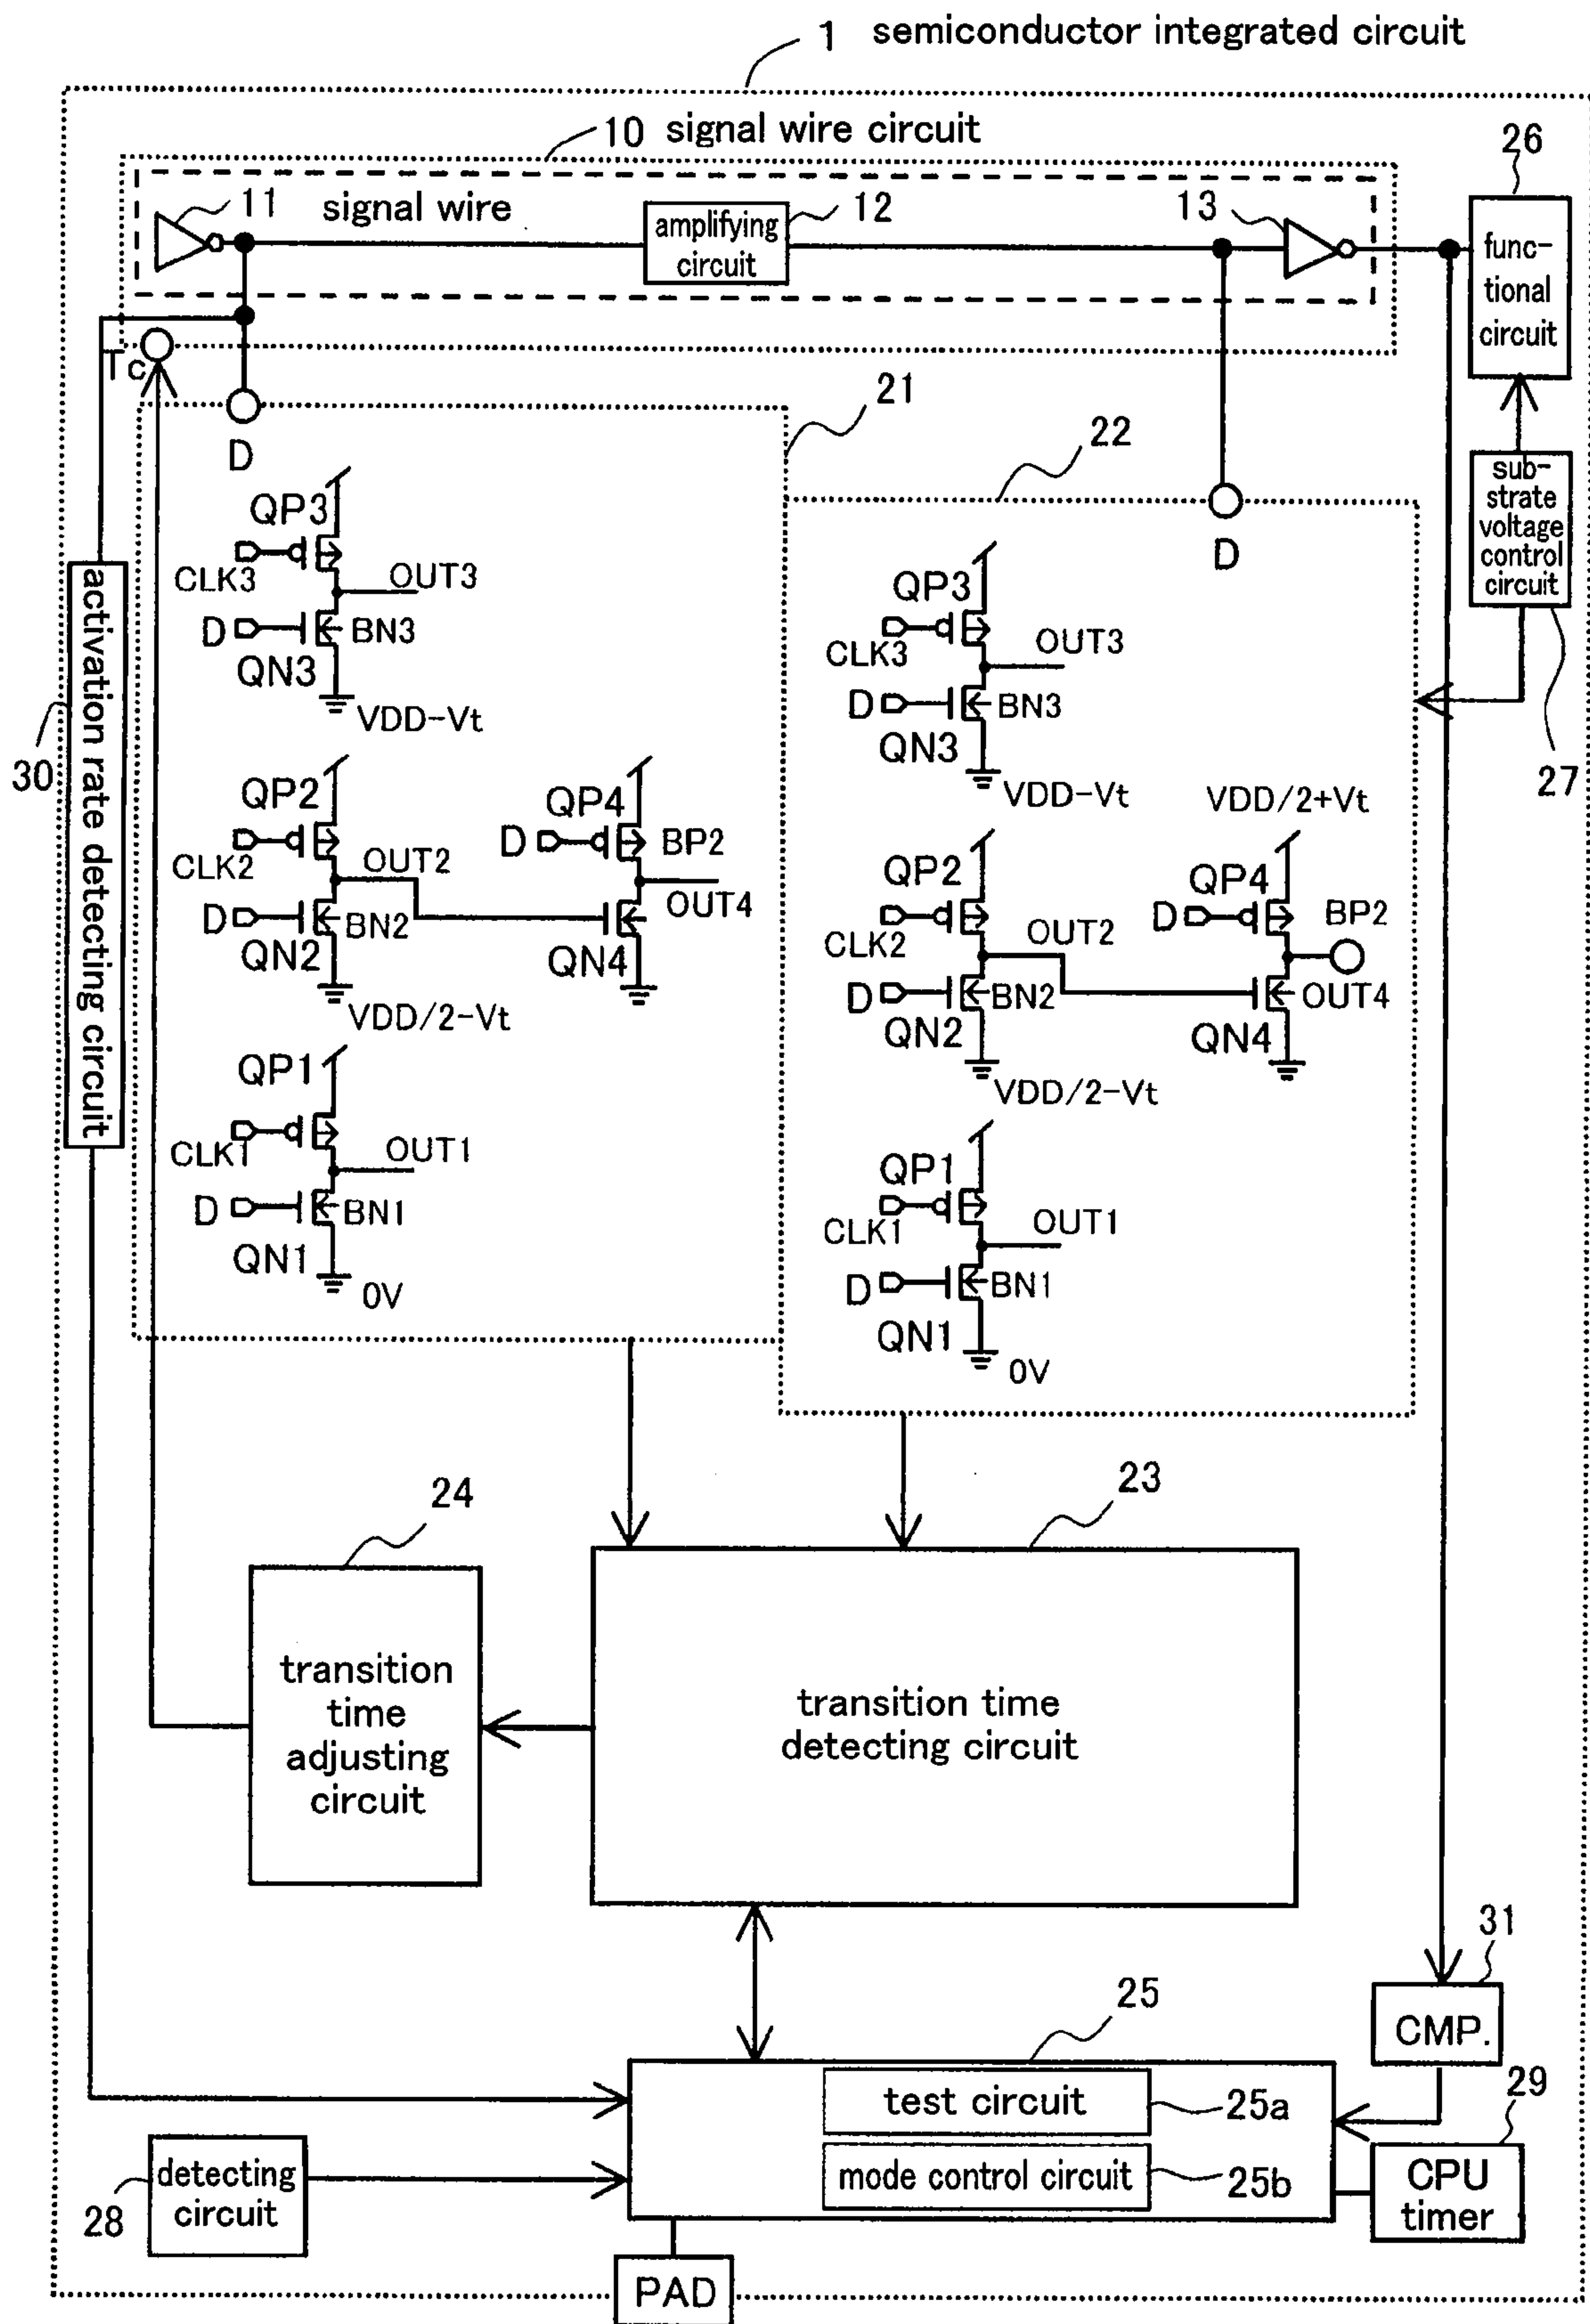 1 semiconductor integrated circuit
10 signal wire circuit
26
11
signal wire
amplifying
circuit
12
13
func-
tional
circuit
Tc
D
21
22
D
sub-
strate
voltage
control
circuit
27
30
activation rate detecting circuit
QP3
CLK3
OUT3
D
BN3
QN3
VDD-Vt
QP2
CLK2
OUT2
D
BN2
QN2
VDD/2-Vt
QP4
D
BP2
OUT4
QN4
QP1
CLK1
OUT1
D
BN1
QN1
0V
QP3
CLK3
OUT3
D
BN3
QN3
VDD-Vt
VDD/2+Vt
QP2
CLK2
OUT2
D
BN2
QN2
VDD/2-Vt
QP4
D
BP2
OUT4
QN4
QP1
CLK1
OUT1
D
BN1
QN1
0V
24
23
transition
time
adjusting
circuit
transition time
detecting circuit
31
CMP.
25
test circuit
25a
mode control circuit
25b
29
CPU
timer
detecting
circuit
28
PAD